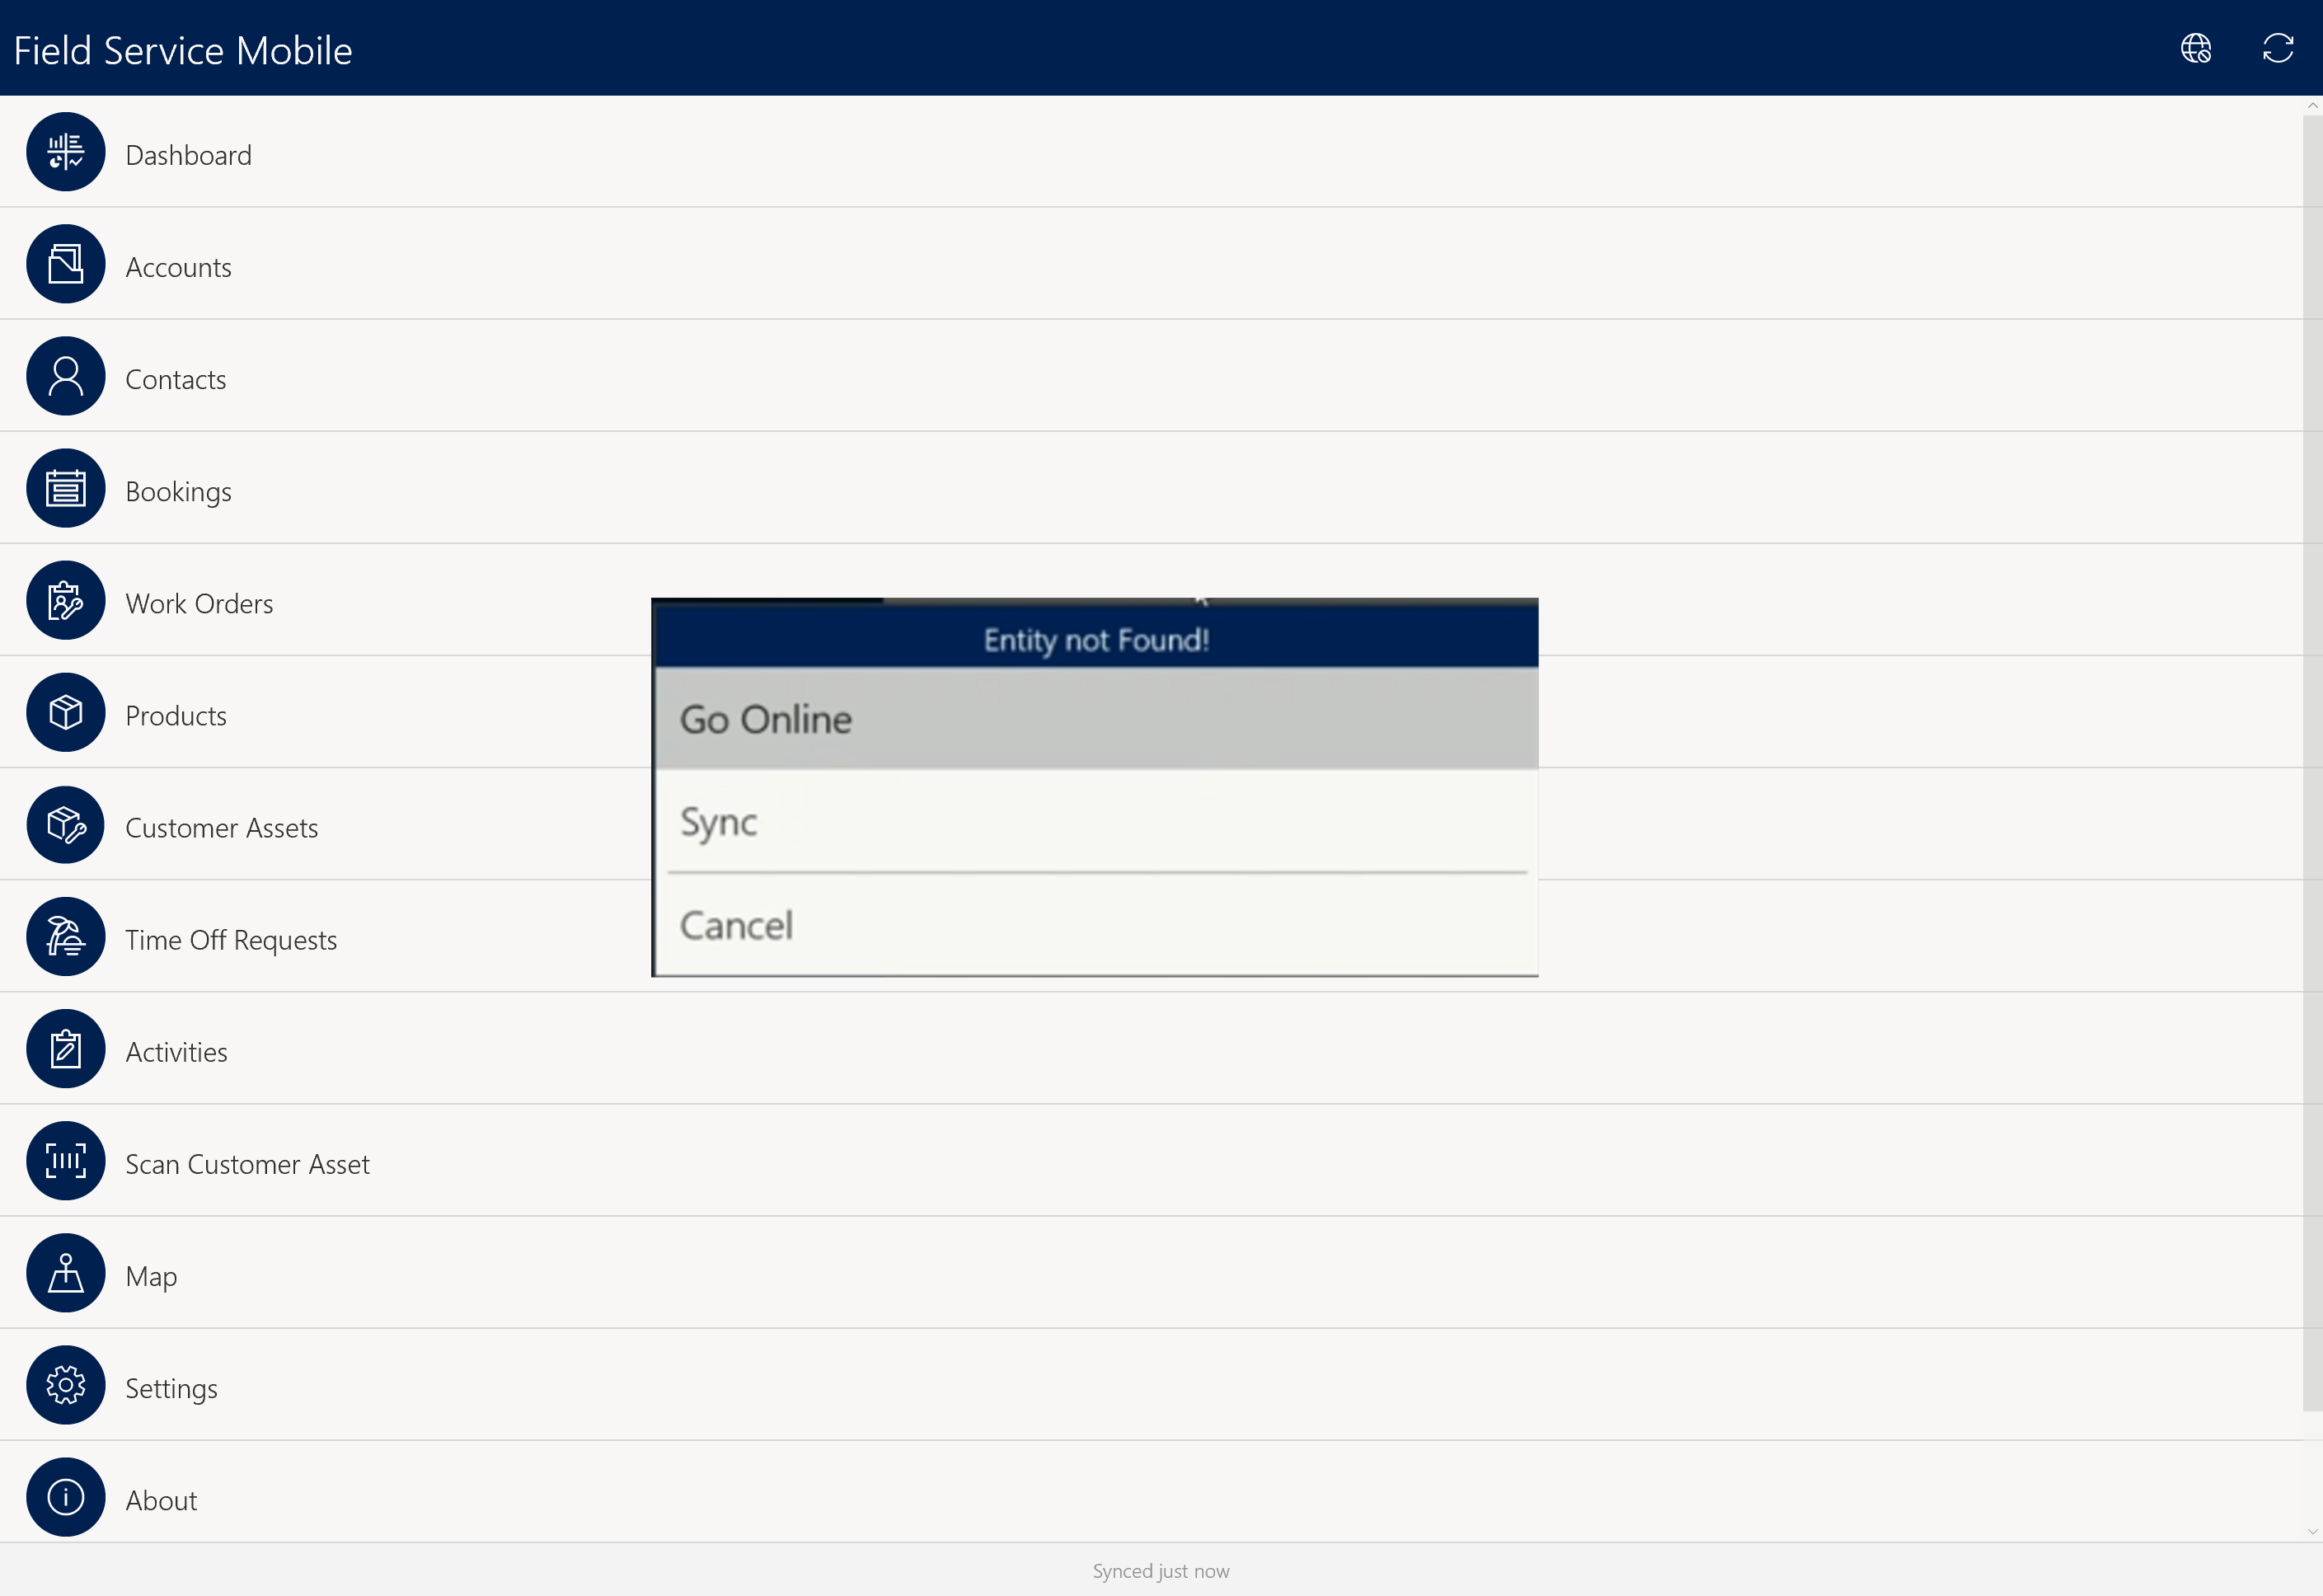 Field Service Mobile
Dashboard
Accounts
Contacts
Bookings
Work Orders
Products
Customer Assets
Time Off Requests
Activities
Scan Customer Asset
Map
Settings
About
Entity not Found!
Go Online
Sync
Cancel
Synced just now